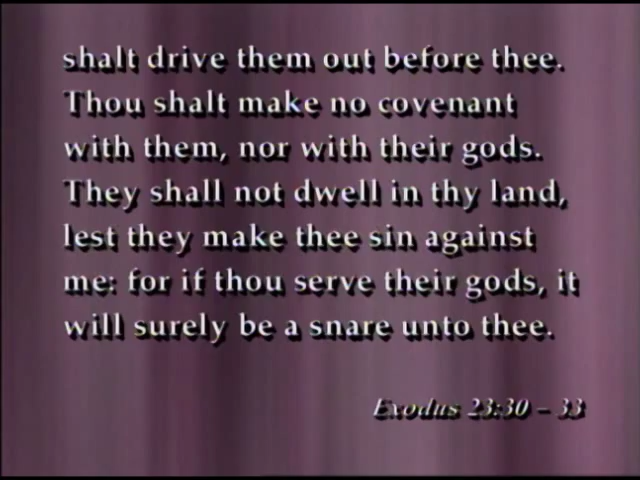 shalt drive them out before thee.
Thou shalt make no covenant
with them, nor with their gods.
They shall not dwell in thy land,
lest they make thee sin against
me: for if thou serve their gods, it
will surely be a snare unto thee.
Exodus 23:30 – 33